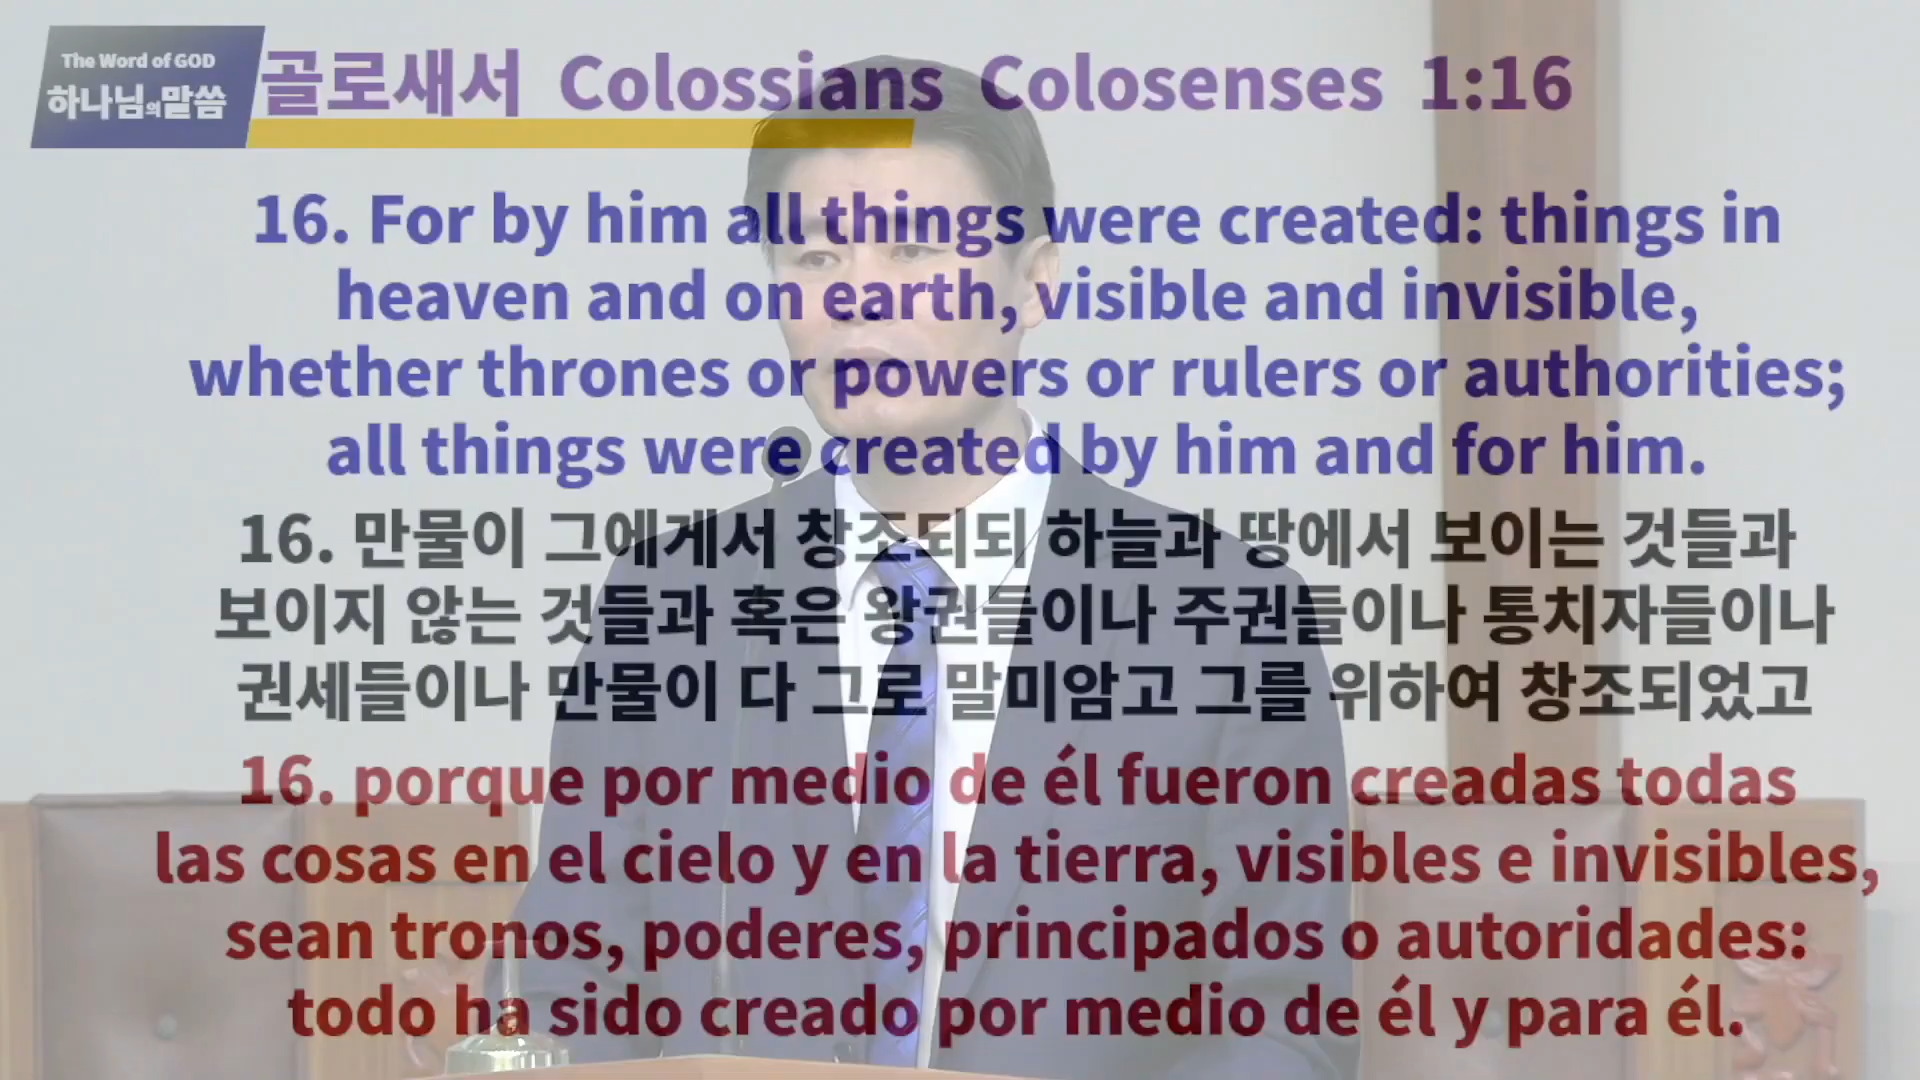 The Word of GOD
하나님의말씀
골로새서 Colossians Colosenses 1:16
16. For by him all things were created: things in
heaven and on earth, visible and invisible,
whether thrones or powers or rulers or authorities;
all things were created by him and for him.
16. 만물이 그에게서 창조되되 하늘과 땅에서 보이는 것들과
보이지 않는 것들과 혹은 왕권들이나 주권들이나 통치자들이나
권세들이나 만물이 다 그로 말미암고 그를 위하여 창조되었고
16. porque por medio de él fueron creadas todas
las cosas en el cielo y en la tierra, visibles e invisibles,
sean tronos, poderes, principados o autoridades:
todo ha sido creado por medio de él y para él.